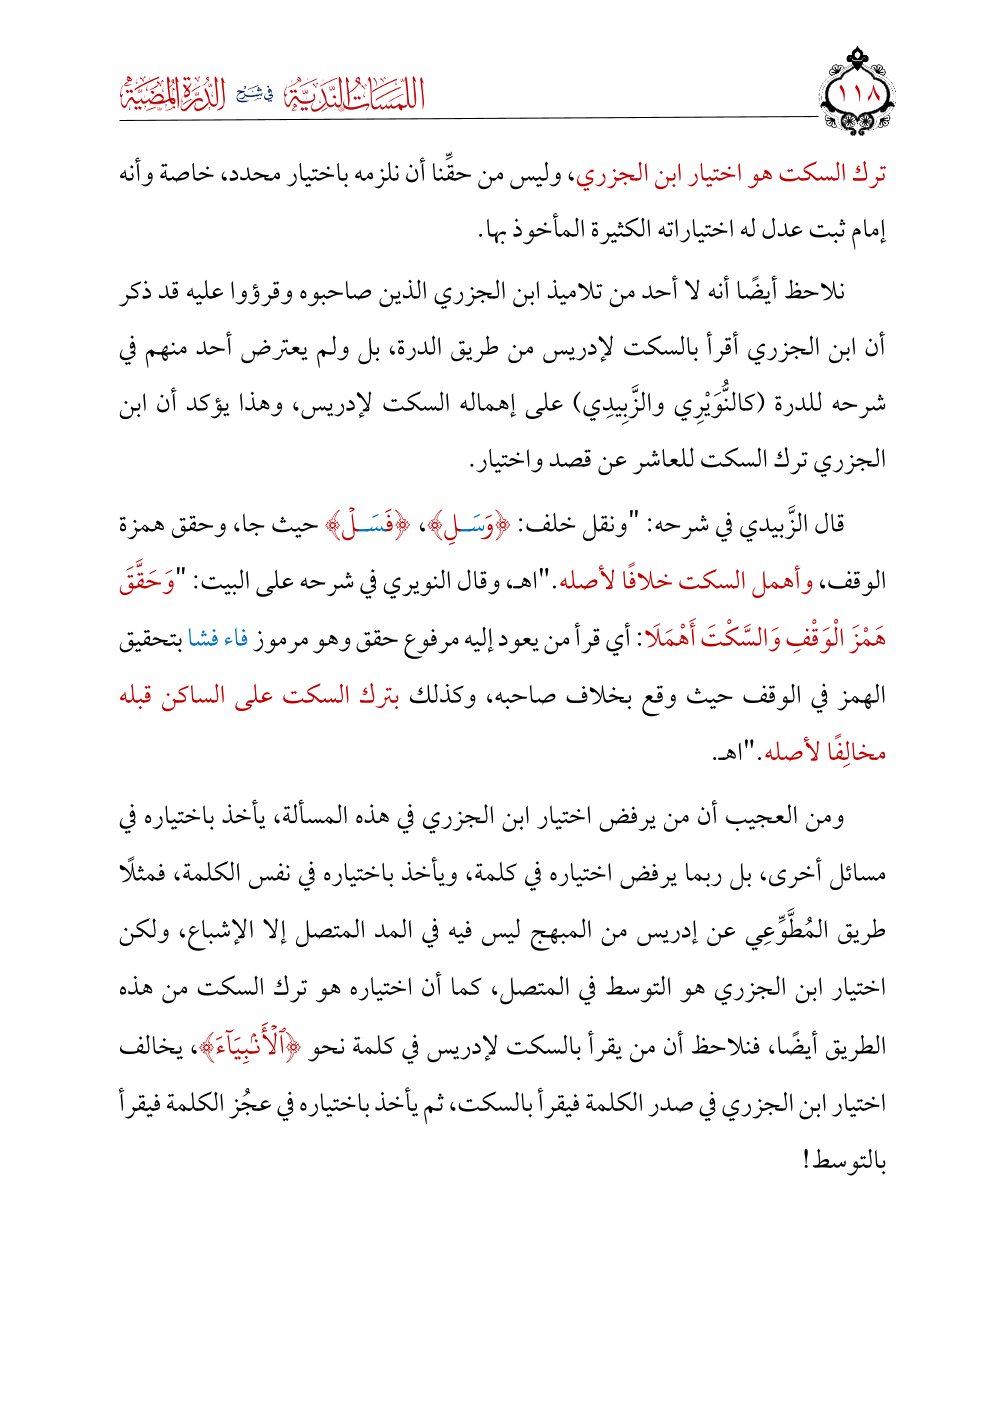 ١١٨
اللمسات الندية في شرح الدرة المضية
ترك السكت هو اختيار ابن الجزري، وليس من حقِّنا أن نلزمه باختيار محدد، خاصة وأنه
إمام ثبت عدل له اختياراته الكثيرة المأخوذ بها.
نلاحظ أيضًا أنه لا أحد من تلاميذ ابن الجزري الذين صاحبوه وقرؤوا عليه قد ذكر
أن ابن الجزري أقرأ بالسكت لإدريس من طريق الدرة، بل ولم يعترض أحد منهم في
شرحه للدرة (كالنُّوَيْرِي والزَّبِيدِي) على إهماله السكت لإدريس، وهذا يؤكد أن ابن
الجزري ترك السكت للعاشر عن قصد واختيار.
قال الزَّبيدي في شرحه: "ونقل خلف: ﴿وَسَـلِ﴾، ﴿فَسَـلۡ﴾ حيث جا، وحقق همزة
الوقف، وأهمل السكت خلافًا لأصله."اهـ، وقال النويري في شرحه على البيت: "وَحَقَّقَ
هَمْزَ الْوَقْفِ وَالسَّكْتَ أَهْمَلَا: أي قرأ من يعود إليه مرفوع حقق وهو مرموز فاء فشا بتحقيق
الهمز في الوقف حيث وقع بخلاف صاحبه، وكذلك بترك السكت على الساكن قبله
مخالِفًا لأصله."اهـ.
ومن العجيب أن من يرفض اختيار ابن الجزري في هذه المسألة، يأخذ باختياره في
مسائل أخرى، بل ربما يرفض اختياره في كلمة، ويأخذ باختياره في نفس الكلمة، فمثلًا
طريق المُطَّوِّعِي عن إدريس من المبهج ليس فيه في المد المتصل إلا الإشباع، ولكن
اختيار ابن الجزري هو التوسط في المتصل، كما أن اختياره هو ترك السكت من هذه
الطريق أيضًا، فنلاحظ أن من يقرأ بالسكت لإدريس في كلمة نحو ﴿ٱلۡأَنۢبِيَآءَ﴾، يخالف
اختيار ابن الجزري في صدر الكلمة فيقرأ بالسكت، ثم يأخذ باختياره في عجُز الكلمة فيقرأ
بالتوسط!